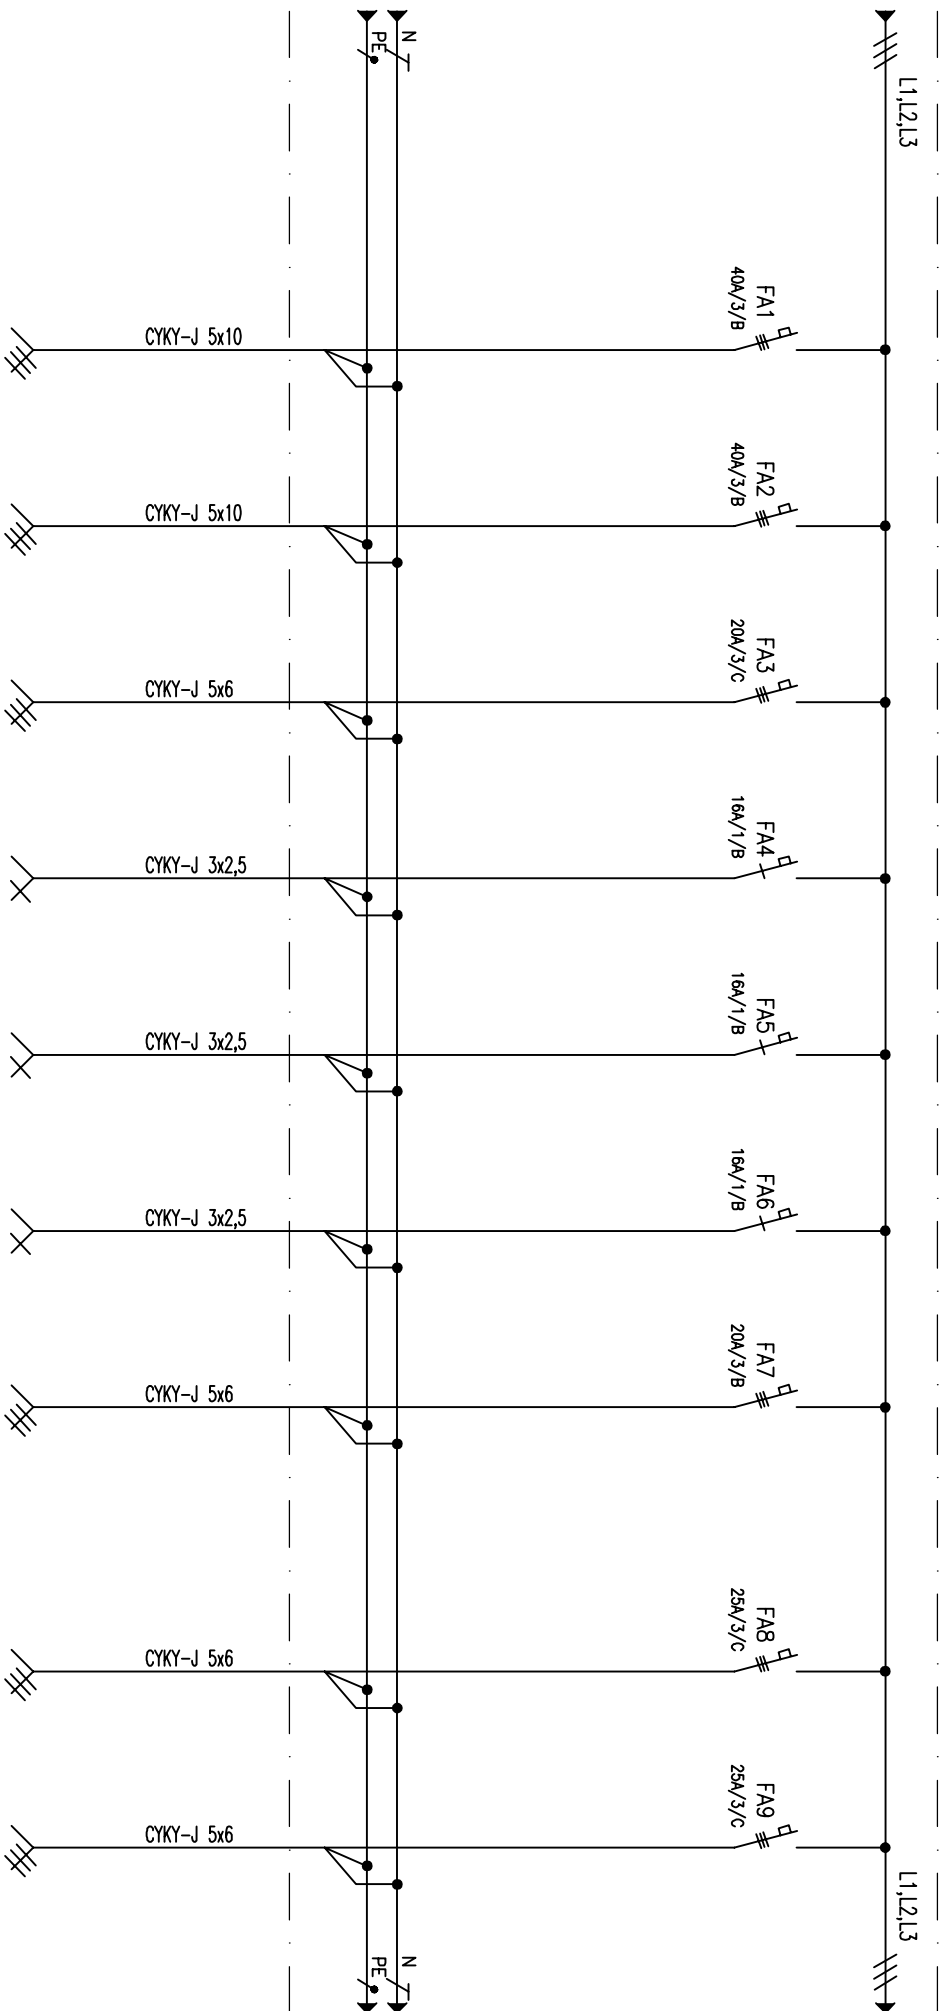 L1,L2,L3
N
PE
FA1
40A/3/B
CYKY-J 5x10
FA2
40A/3/B
CYKY-J 5x10
FA3
20A/3/C
CYKY-J 5x6
FA4
16A/1/B
CYKY-J 3x2,5
FA5
16A/1/B
CYKY-J 3x2,5
FA6
16A/1/B
CYKY-J 3x2,5
FA7
20A/3/B
CYKY-J 5x6
FA8
25A/3/C
CYKY-J 5x6
FA9
25A/3/C
CYKY-J 5x6
L1,L2,L3
N
PE